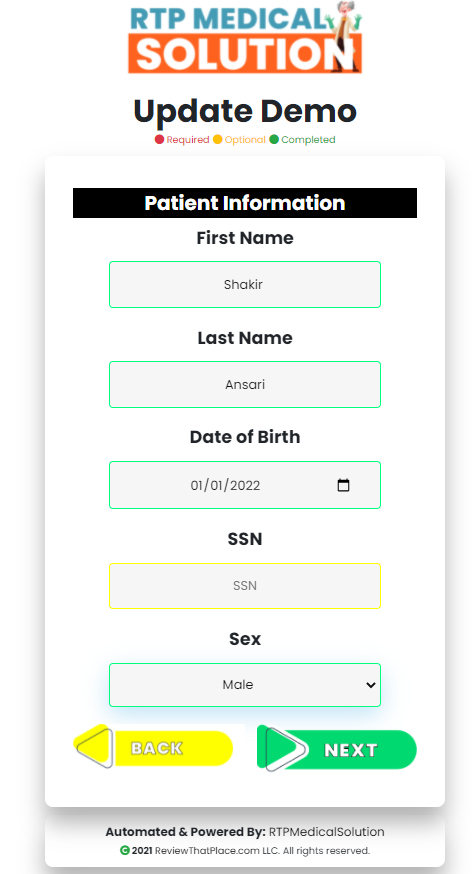 RTP MEDICAL
SOLUTION
Update Demo
Required Optional Completed
Patient Information
First Name
Shakir
Last Name
Ansari
Date of Birth
01/01/2022
SSN
SSN
Sex
Male
BACK NEXT
Automated & Powered By: RTPMedicalSolution
© 2021 ReviewThatPlace.com LLC. All rights reserved.